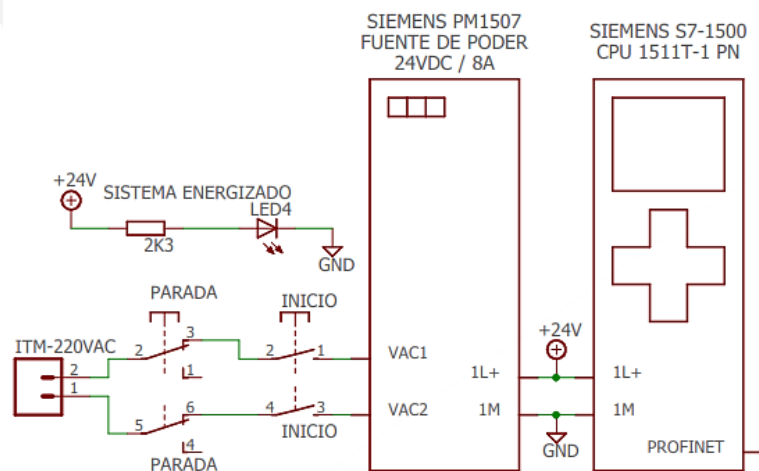 SIEMENS PM1507
FUENTE DE PODER
24VDC / 8A
SIEMENS S7-1500
CPU 1511T-1 PN
+24V
SISTEMA ENERGIZADO
LED4
2K3
GND
PARADA
INICIO
ITM-220VAC
2
1
2
3
1
2
1
VAC1
5
6
4
4
3
VAC2
PARADA
INICIO
+24V
1L+
1L+
1M
1M
GND
PROFINET